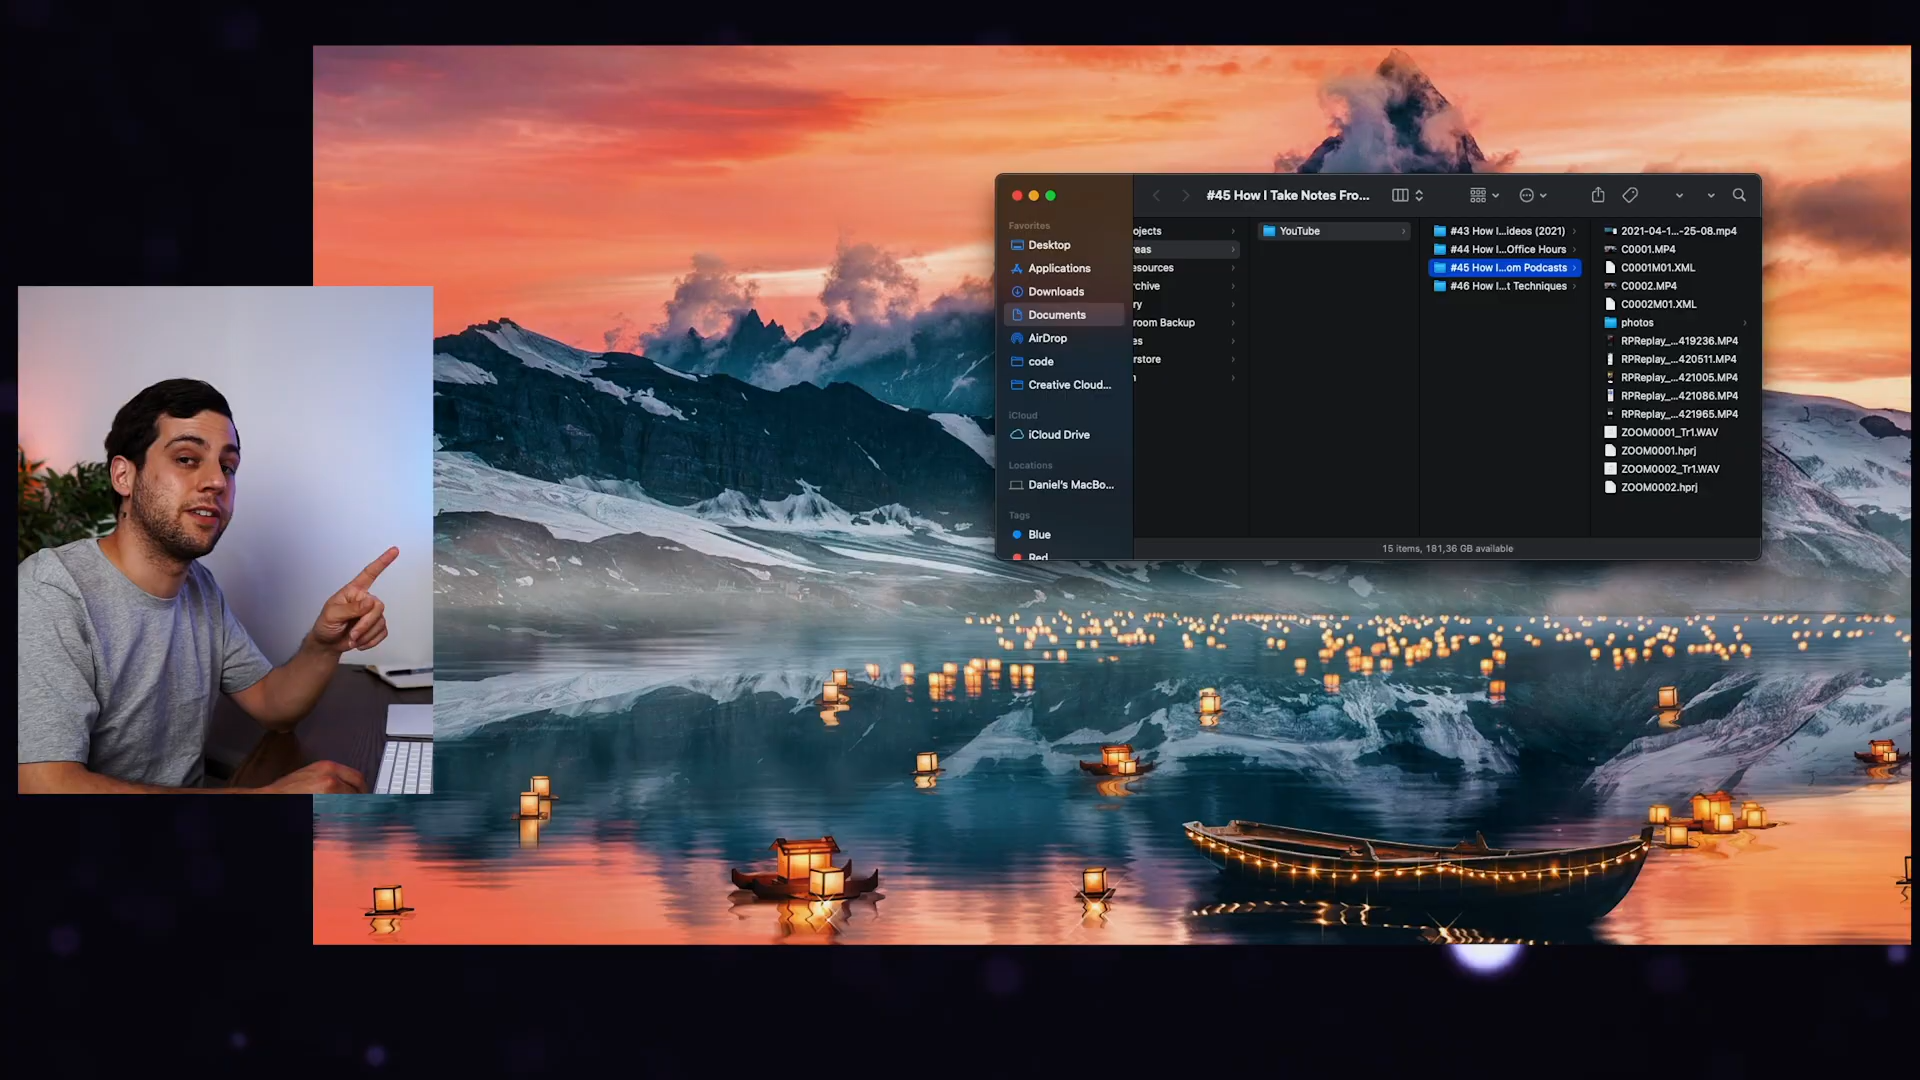 #45 How I Take Notes Fro...
Favorites
Desktop
Applications
Downloads
Documents
AirDrop
code
Creative Cloud...
iCloud
iCloud Drive
Locations
Daniel's MacBo...
Tags
Blue
Red
ojects
eas
esources
rchive
ry
room Backup
es
rstore
YouTube
#43 How I...ideos (2021)
#44 How I...Office Hours
#45 How I...om Podcasts
#46 How I...t Techniques
2021-04-1...-25-08.mp4
C0001.MP4
C0001M01.XML
C0002.MP4
C0002M01.XML
photos
RPReplay_...419236.MP4
RPReplay_...420511.MP4
RPReplay_...421005.MP4
RPReplay_...421086.MP4
RPReplay_...421965.MP4
ZOOM0001_Tr1.WAV
ZOOM0001.hprj
ZOOM0002_Tr1.WAV
ZOOM0002.hprj
15 items, 181,36 GB available